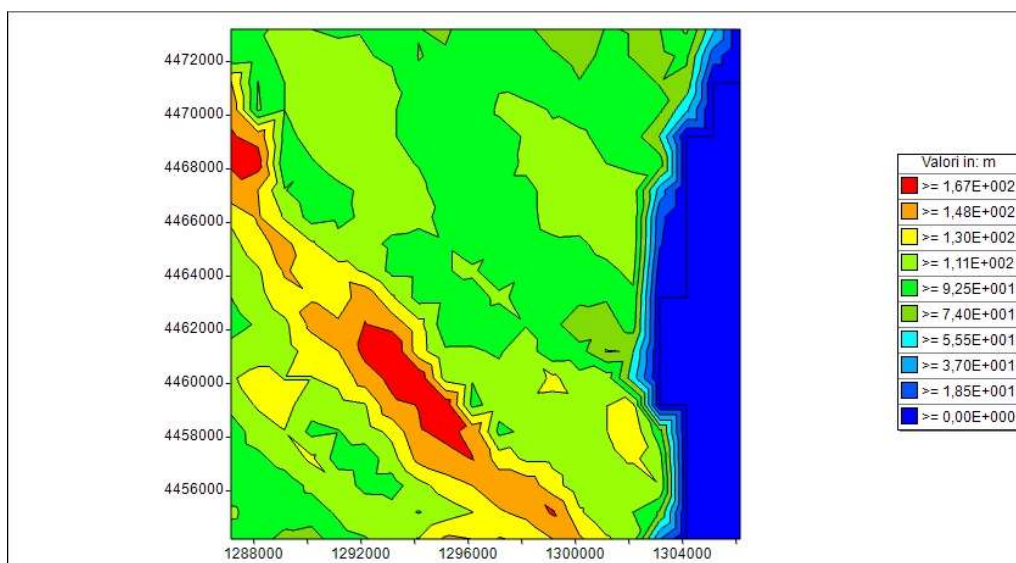 4472000
4470000
4468000
4466000
4464000
4462000
4460000
4458000
4456000
1288000 1292000 1296000 1300000 1304000
Valori in: m
>= 1,67E+002
>= 1,48E+002
>= 1,30E+002
>= 1,11E+002
>= 9,25E+001
>= 7,40E+001
>= 5,55E+001
>= 3,70E+001
>= 1,85E+001
>= 0,00E+000